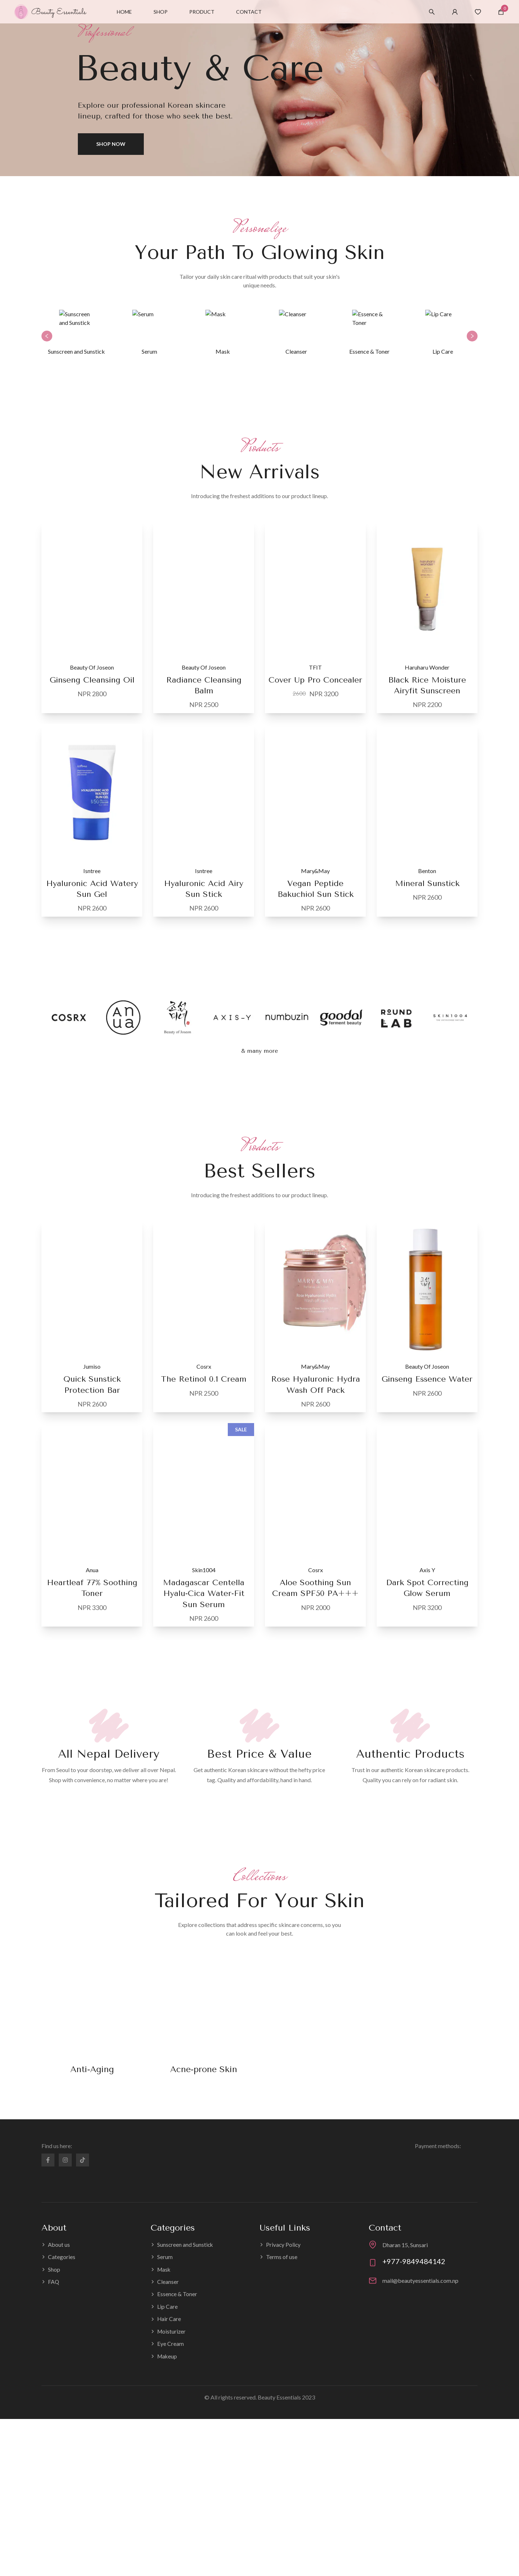 Beauty Essentials
HOME SHOP PRODUCT CONTACT
0
Professional
Beauty & Care
Explore our professional Korean skincare
lineup, crafted for those who seek the best.
SHOP NOW
Personalize
Your Path To Glowing Skin
Tailor your daily skin care ritual with products that suit your skin's
unique needs.
Sunscreen and Sunstick
Serum
Mask
Cleanser
Essence & Toner
Lip Care
Sunscreen and Sunstick
Serum
Mask
Cleanser
Essence & Toner
Lip Care
Products
New Arrivals
Introducing the freshest additions to our product lineup.
Beauty Of Joseon
Ginseng Cleansing Oil
NPR 2800
Beauty Of Joseon
Radiance Cleansing
Balm
NPR 2500
TFIT
Cover Up Pro Concealer
2600 NPR 3200
Haruharu Wonder
Black Rice Moisture
Airyfit Sunscreen
NPR 2200
HYALURONIC ACID
WATERY
SUN GEL
Isntree
Hyaluronic Acid Watery
Sun Gel
NPR 2600
Isntree
Hyaluronic Acid Airy
Sun Stick
NPR 2600
Mary&May
Vegan Peptide
Bakuchiol Sun Stick
NPR 2600
Benton
Mineral Sunstick
NPR 2600
COSRX
Anua
조선미녀
Beauty of Joseon
AXIS-Y
numbuzin
goodal
ferment beauty
ROUND
LAB
SKIN1004
& many more
Products
Best Sellers
Introducing the freshest additions to our product lineup.
Jumiso
Quick Sunstick
Protection Bar
NPR 2600
Cosrx
The Retinol 0.1 Cream
NPR 2500
MARY & MAY
Mary&May
Rose Hyaluronic Hydra
Wash Off Pack
NPR 2600
Beauty Of Joseon
Ginseng Essence Water
NPR 2600
Anua
Heartleaf 77% Soothing
Toner
NPR 3300
SALE
Skin1004
Madagascar Centella
Hyalu-Cica Water-Fit
Sun Serum
NPR 2600
Cosrx
Aloe Soothing Sun
Cream SPF50 PA+++
NPR 2000
Axis Y
Dark Spot Correcting
Glow Serum
NPR 3200
All Nepal Delivery
From Seoul to your doorstep, we deliver all over Nepal.
Shop with convenience, no matter where you are!
Best Price & Value
Get authentic Korean skincare without the hefty price
tag. Quality and affordability, hand in hand.
Authentic Products
Trust in our authentic Korean skincare products.
Quality you can rely on for radiant skin.
Collections
Tailored For Your Skin
Explore collections that address specific skincare concerns, so you
can look and feel your best.
Anti-Aging
Acne-prone Skin
Find us here:
Payment methods:
About
About us
Categories
Shop
FAQ
Categories
Sunscreen and Sunstick
Serum
Mask
Cleanser
Essence & Toner
Lip Care
Hair Care
Moisturizer
Eye Cream
Makeup
Useful Links
Privacy Policy
Terms of use
Contact
Dharan 15, Sunsari
+977-9849484142
mail@beautyessentials.com.np
© All rights reserved. Beauty Essentials 2023